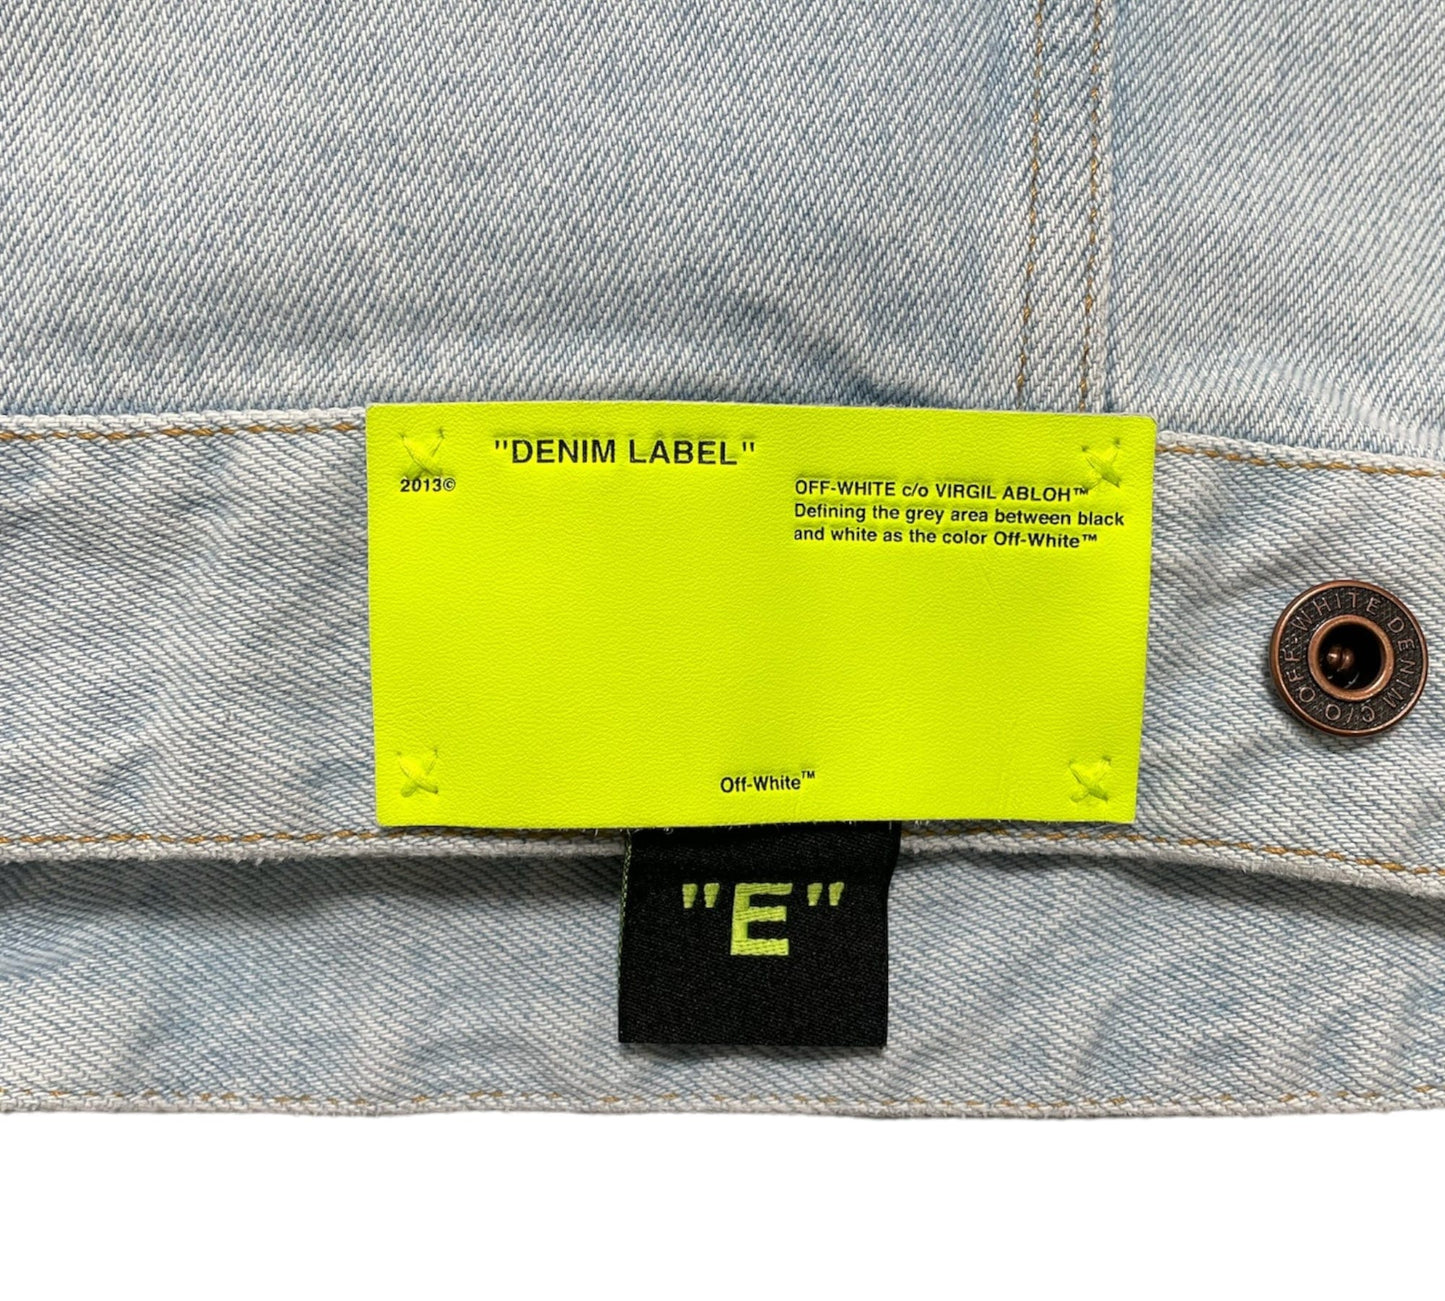 "DENIM LABEL"
2013©
OFF-WHITE c/o VIRGIL ABLOH™
Defining the grey area between black
and white as the color Off-White™
Off-White™
"E"
OFF-WHITE DENIM C/O